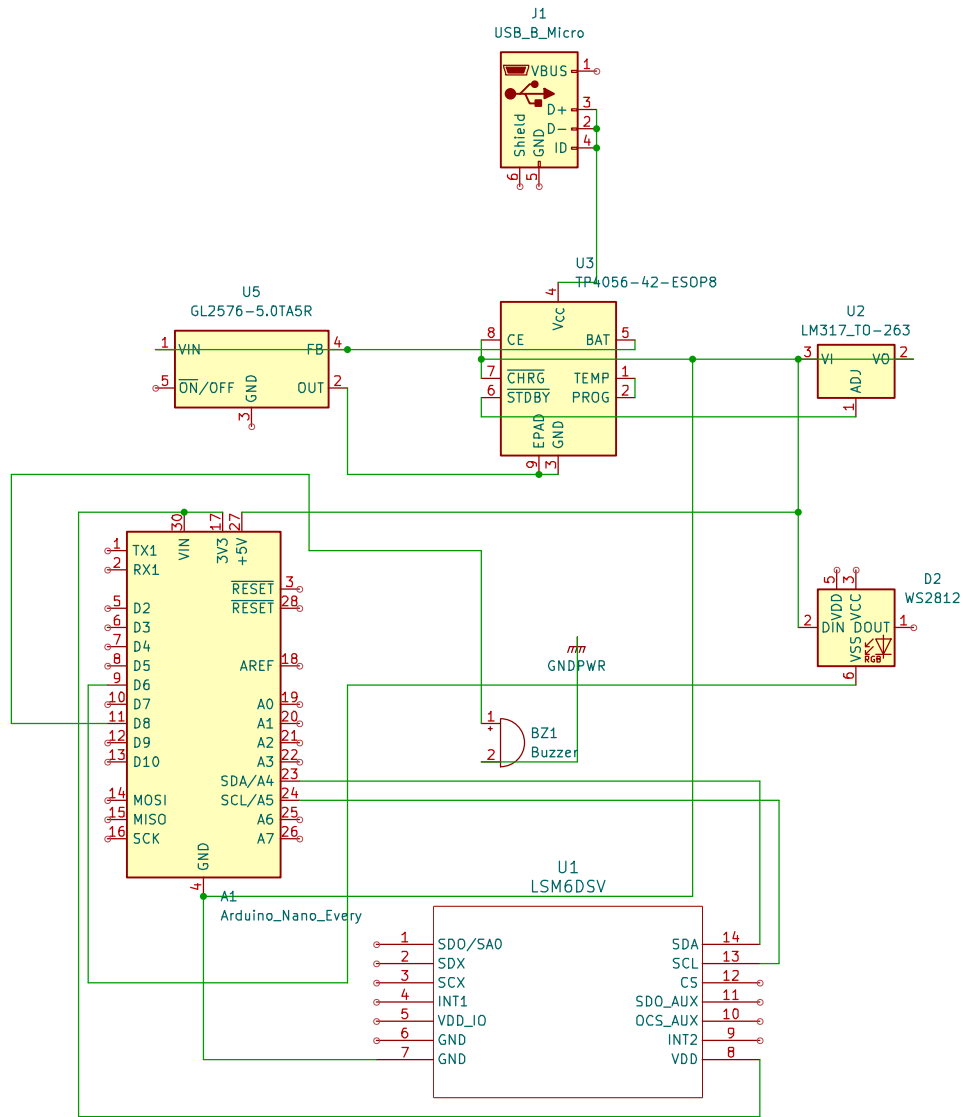 J1
USB_B_Micro
VBUS 1
D+ 3
D- 2
ID 4
Shield
GND
6
5
U3
TP4056-42-ESOP8
4
Vcc
8 CE
BAT 5
7 CHRG
TEMP 1
6 STDBY
PROG 2
EPAD
GND
9
3
U5
GL2576-5.0TA5R
1 VIN
FB 4
5 ON/OFF
OUT 2
GND
3
U2
LM317_TO-263
3 VI
VO 2
ADJ
1
30
17
27
VIN
3V3
+5V
1 TX1
2 RX1
RESET 3
RESET 28
5 D2
6 D3
7 D4
8 D5
AREF 18
9 D6
10 D7
A0 19
11 D8
A1 20
12 D9
A2 21
13 D10
A3 22
SDA/A4 23
14 MOSI
SCL/A5 24
15 MISO
A6 25
16 SCK
A7 26
GND
4
A1
Arduino_Nano_Every
D2
WS2812
5
3
VDD
VCC
2 DIN
DOUT 1
VSS
RGB
6
GNDPWR
1
+
BZ1
Buzzer
2
U1
LSM6DSV
1 SDO/SA0
SDA 14
2 SDX
SCL 13
3 SCX
CS 12
4 INT1
SDO_AUX 11
5 VDD_IO
OCS_AUX 10
6 GND
INT2 9
7 GND
VDD 8